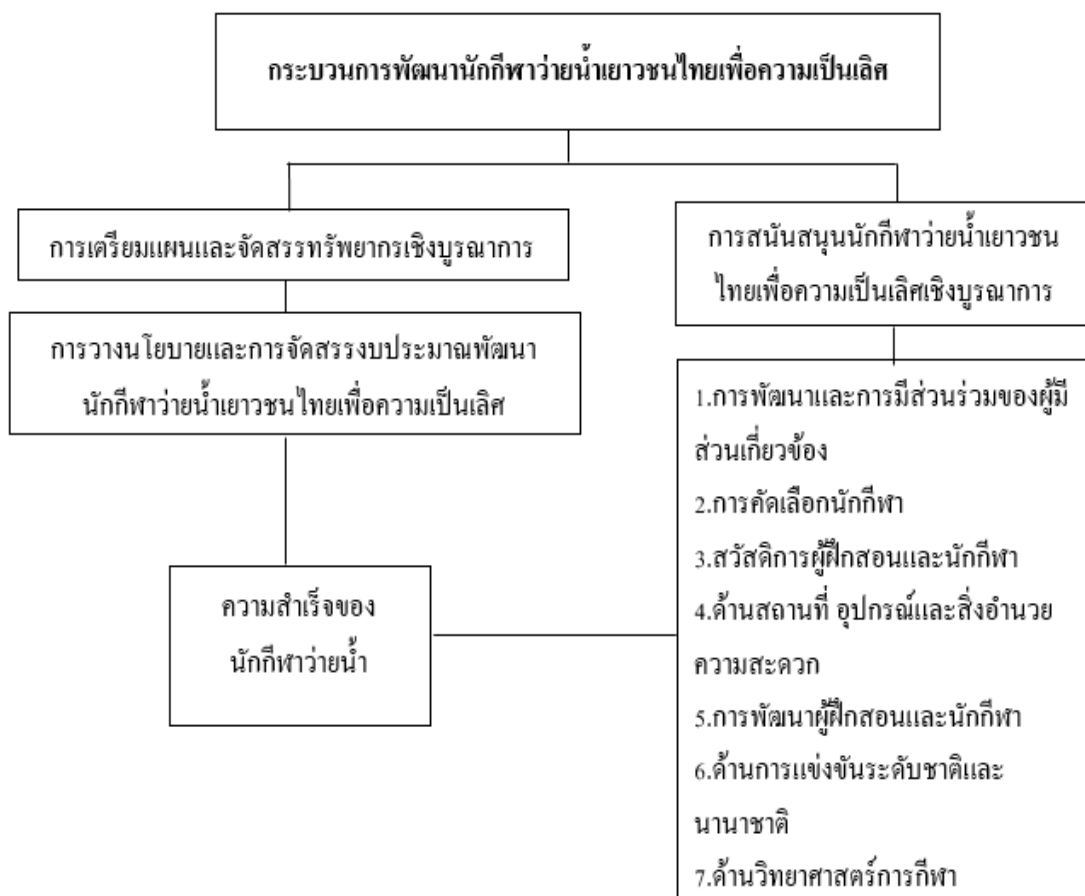 กระบวนการพัฒนานักกีฬาว่ายน้ำเยาวชนไทยเพื่อความเป็นเลิศ
การเตรียมแผนและจัดสรรทรัพยากรเชิงบูรณาการ
การสนันสนุนนักกีฬาว่ายน้ำเยาวชน
ไทยเพื่อความเป็นเลิศเชิงบูรณาการ
การวางนโยบายและการจัดสรรงบประมาณพัฒนา
นักกีฬาว่ายน้ำเยาวชนไทยเพื่อความเป็นเลิศ
1.การพัฒนาและการมีส่วนร่วมของผู้มี
ส่วนเกี่ยวข้อง
2.การคัดเลือกนักกีฬา
3.สวัสดิการผู้ฝึกสอนและนักกีฬา
4.ด้านสถานที่ อุปกรณ์และสิ่งอำนวย
ความสะดวก
5.การพัฒนาผู้ฝึกสอนและนักกีฬา
6.ด้านการแข่งขันระดับชาติและ
นานาชาติ
7.ด้านวิทยาศาสตร์การกีฬา
ความสำเร็จของ
นักกีฬาว่ายน้ำ